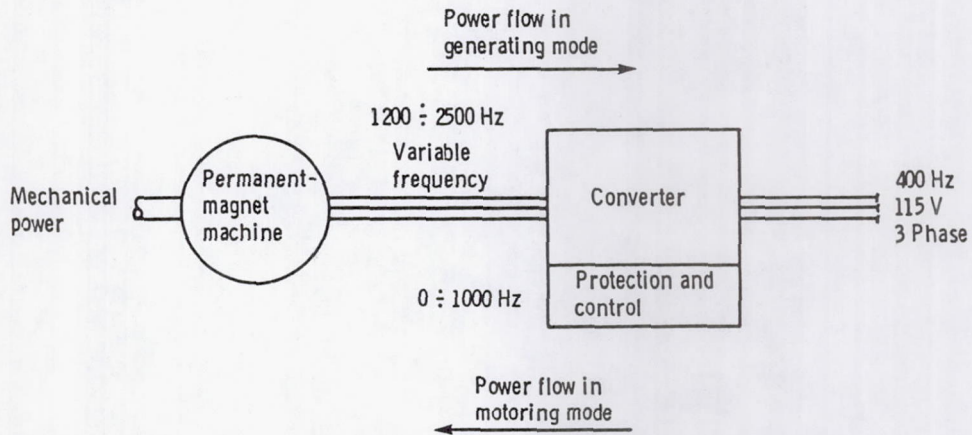 Power flow in
generating mode
1200 ÷ 2500 Hz
Variable
frequency
Mechanical
power
Permanent-
magnet
machine
Converter
400 Hz
115 V
3 Phase
Protection and
control
0 ÷ 1000 Hz
Power flow in
motoring mode